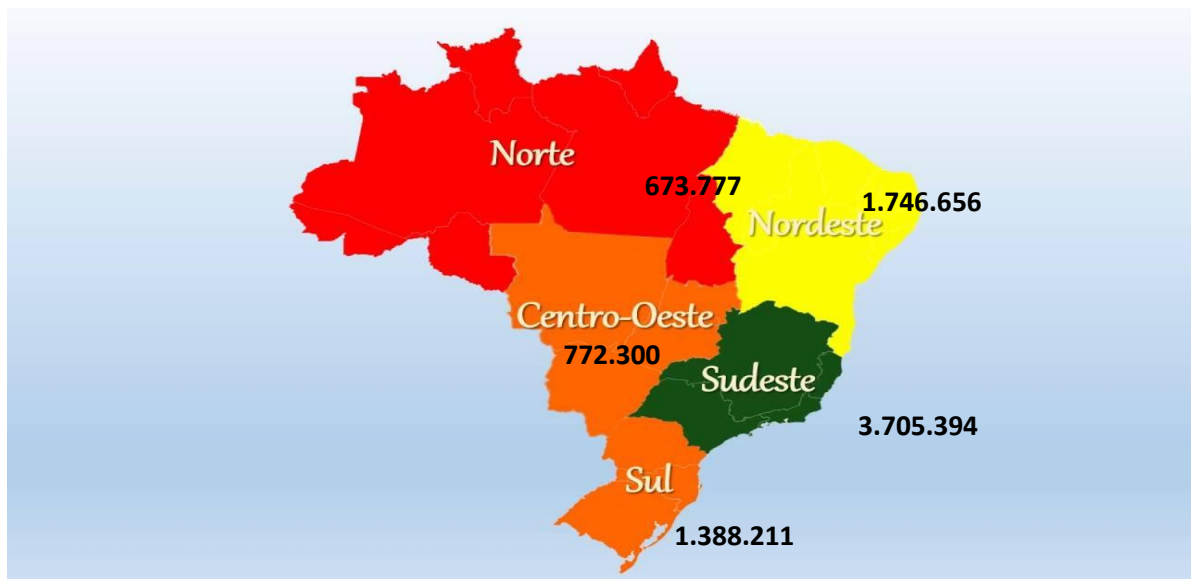 Norte
673.777
1.746.656
Nordeste
Centro-Oeste
772.300
Sudeste
3.705.394
Sul
1.388.211